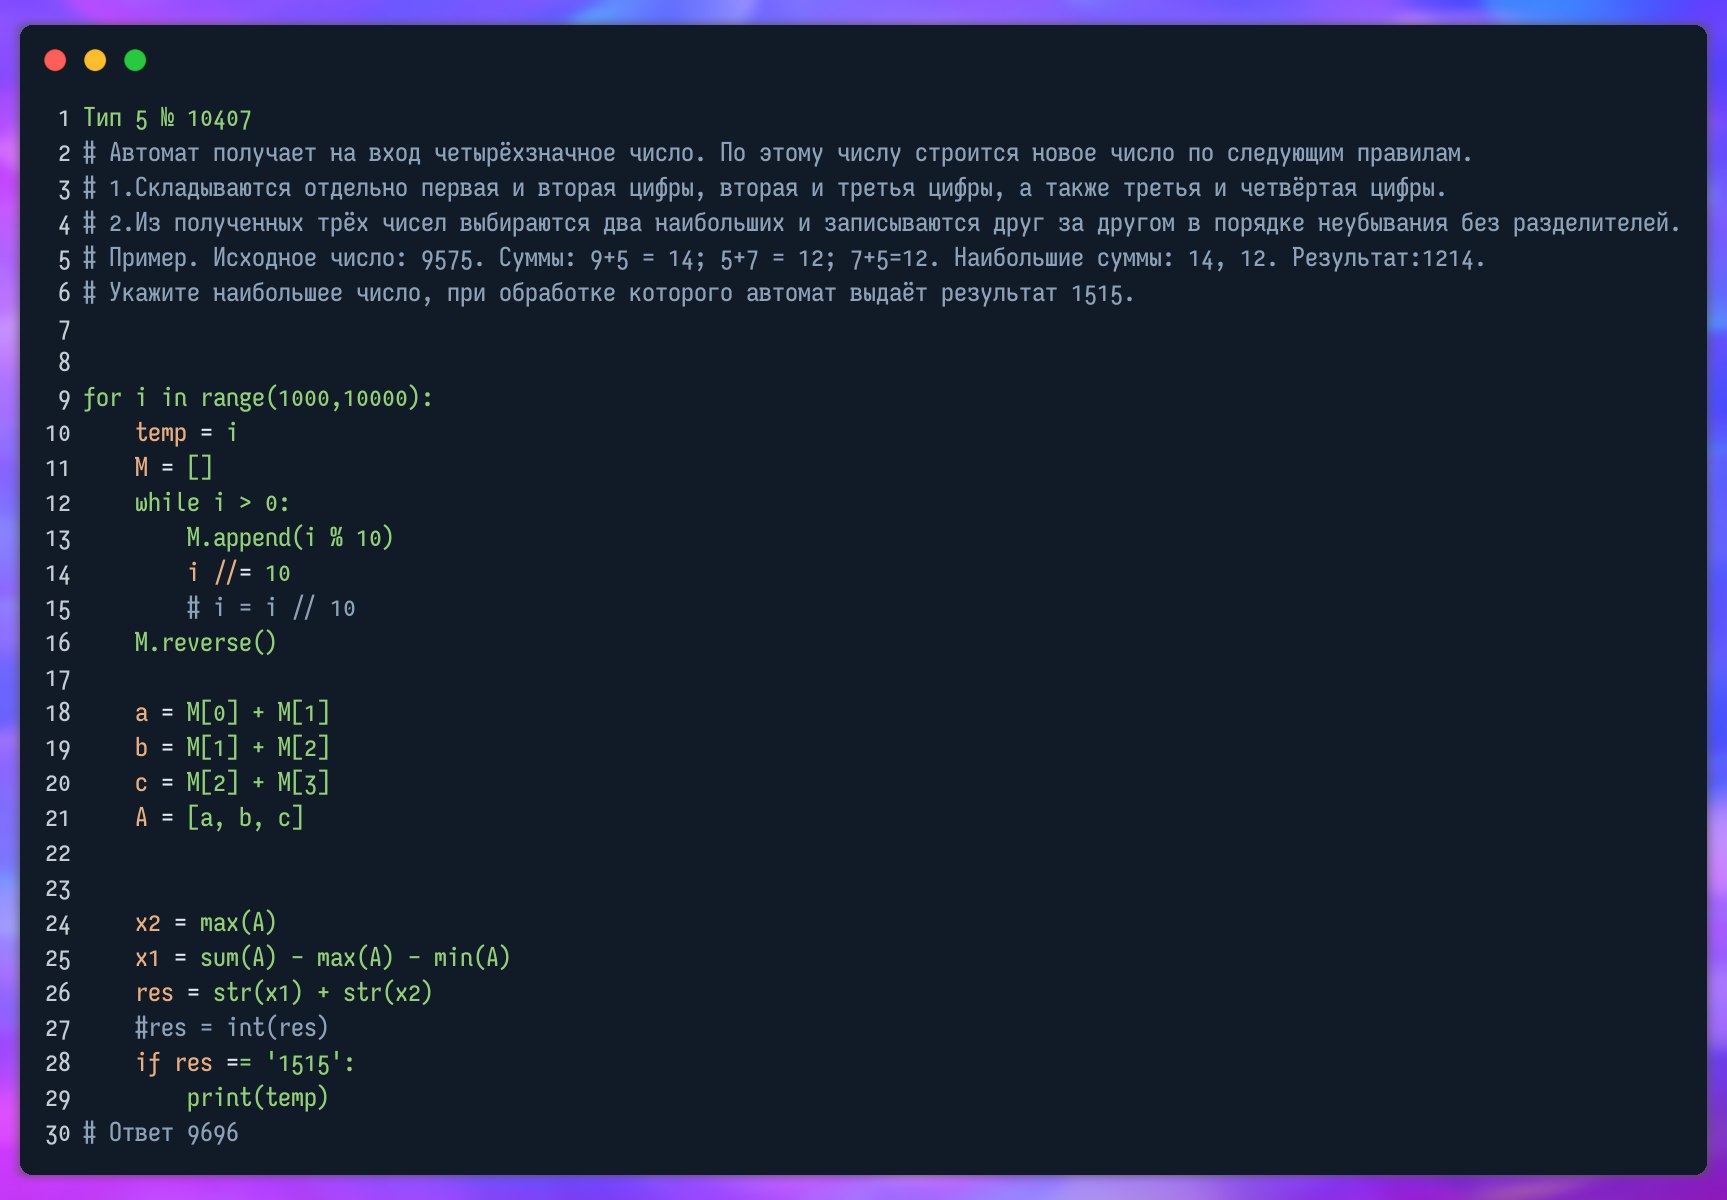 1 Тип 5 № 10407
2 # Автомат получает на вход четырёхзначное число. По этому числу строится новое число по следующим правилам.
3 # 1.Складываются отдельно первая и вторая цифры, вторая и третья цифры, а также третья и четвёртая цифры.
4 # 2.Из полученных трёх чисел выбираются два наибольших и записываются друг за другом в порядке неубывания без разделителей.
5 # Пример. Исходное число: 9575. Суммы: 9+5 = 14; 5+7 = 12; 7+5=12. Наибольшие суммы: 14, 12. Результат:1214.
6 # Укажите наибольшее число, при обработке которого автомат выдаёт результат 1515.
7
8
9 for i in range(1000,10000):
10     temp = i
11     M = []
12     while i > 0:
13         M.append(i % 10)
14         i //= 10
15         # i = i // 10
16     M.reverse()
17
18     a = M[0] + M[1]
19     b = M[1] + M[2]
20     c = M[2] + M[3]
21     A = [a, b, c]
22
23
24     x2 = max(A)
25     x1 = sum(A) - max(A) - min(A)
26     res = str(x1) + str(x2)
27     #res = int(res)
28     if res == '1515':
29         print(temp)
30 # Ответ 9696